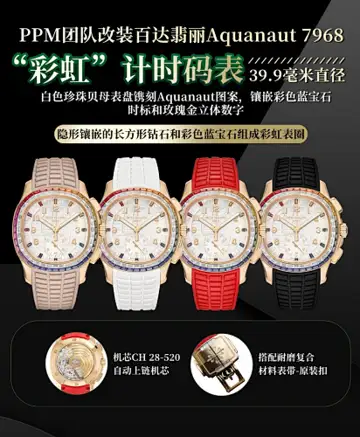 PPM团队改装百达翡丽Aquanaut 7968
“彩虹”计时码表 39.9毫米直径
白色珍珠贝母表盘镌刻Aquanaut图案，镶嵌彩色蓝宝石
时标和玫瑰金立体数字
隐形镶嵌的长方形钻石和彩色蓝宝石组成彩虹表圈
机芯CH 28-520
自动上链机芯
搭配耐磨复合
材料表带-原装扣